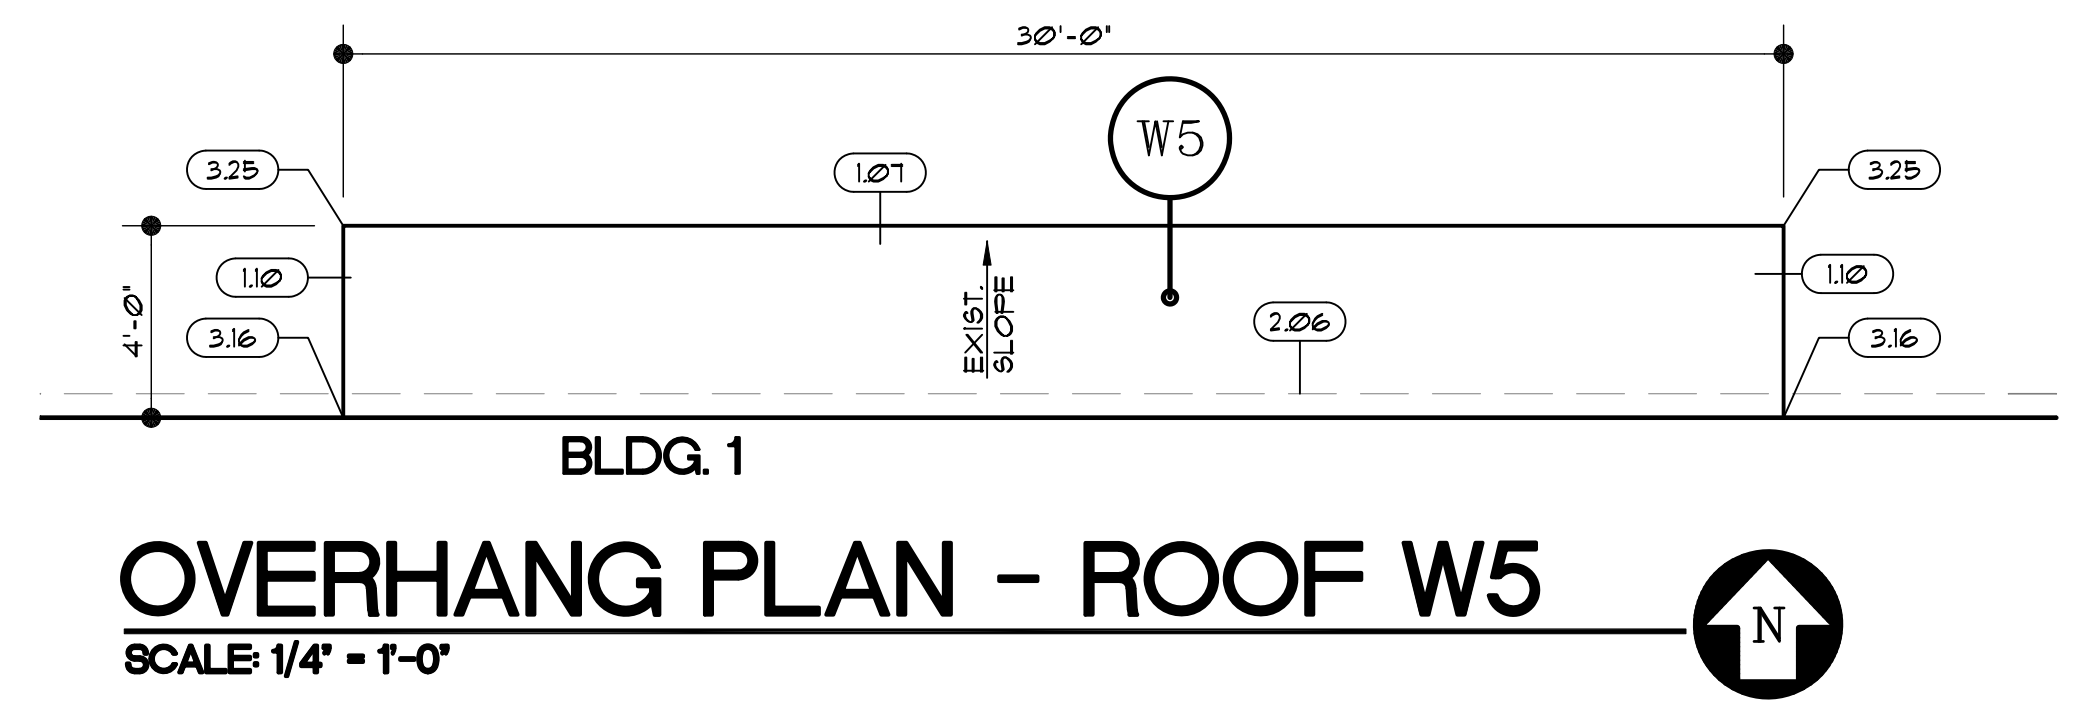 30'-0"
W5
3.25
1.07
3.25
1.10
1.10
4'-0"
EXIST.
SLOPE
2.06
3.16
3.16
BLDG. 1
OVERHANG PLAN - ROOF W5
N
SCALE: 1/4" = 1'-0"